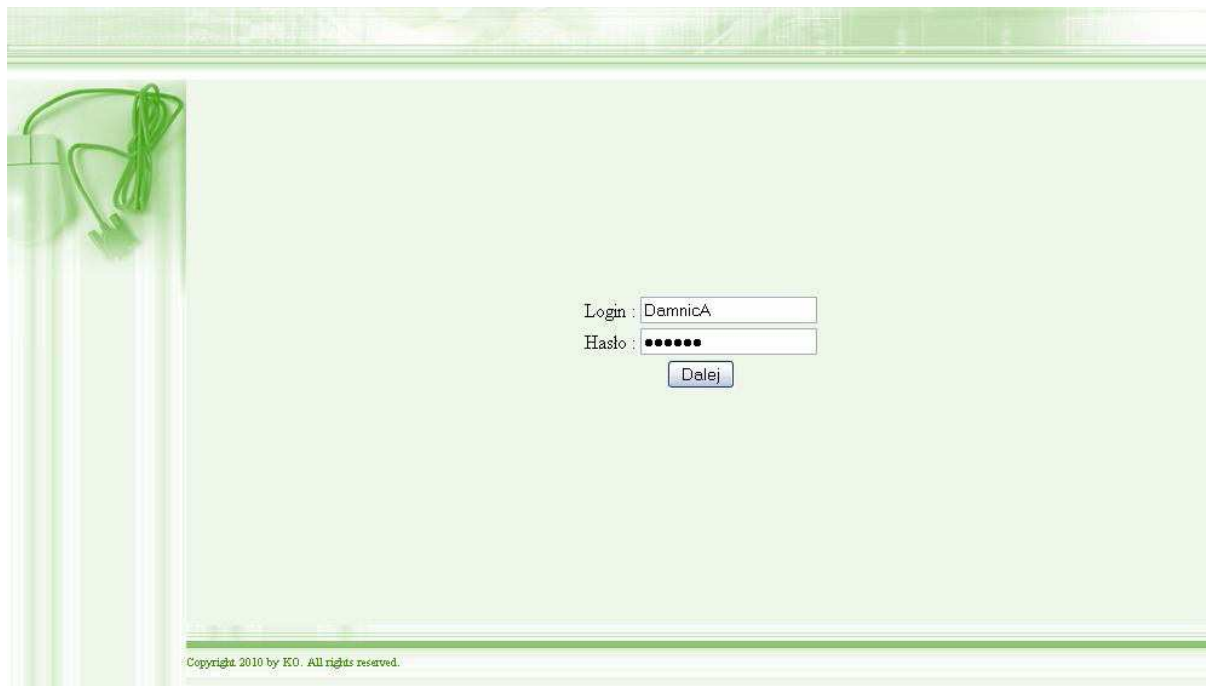 Login : DamnicA
Hasło : ●●●●●●
Dalej
Copyright 2010 by KO. All rights reserved.